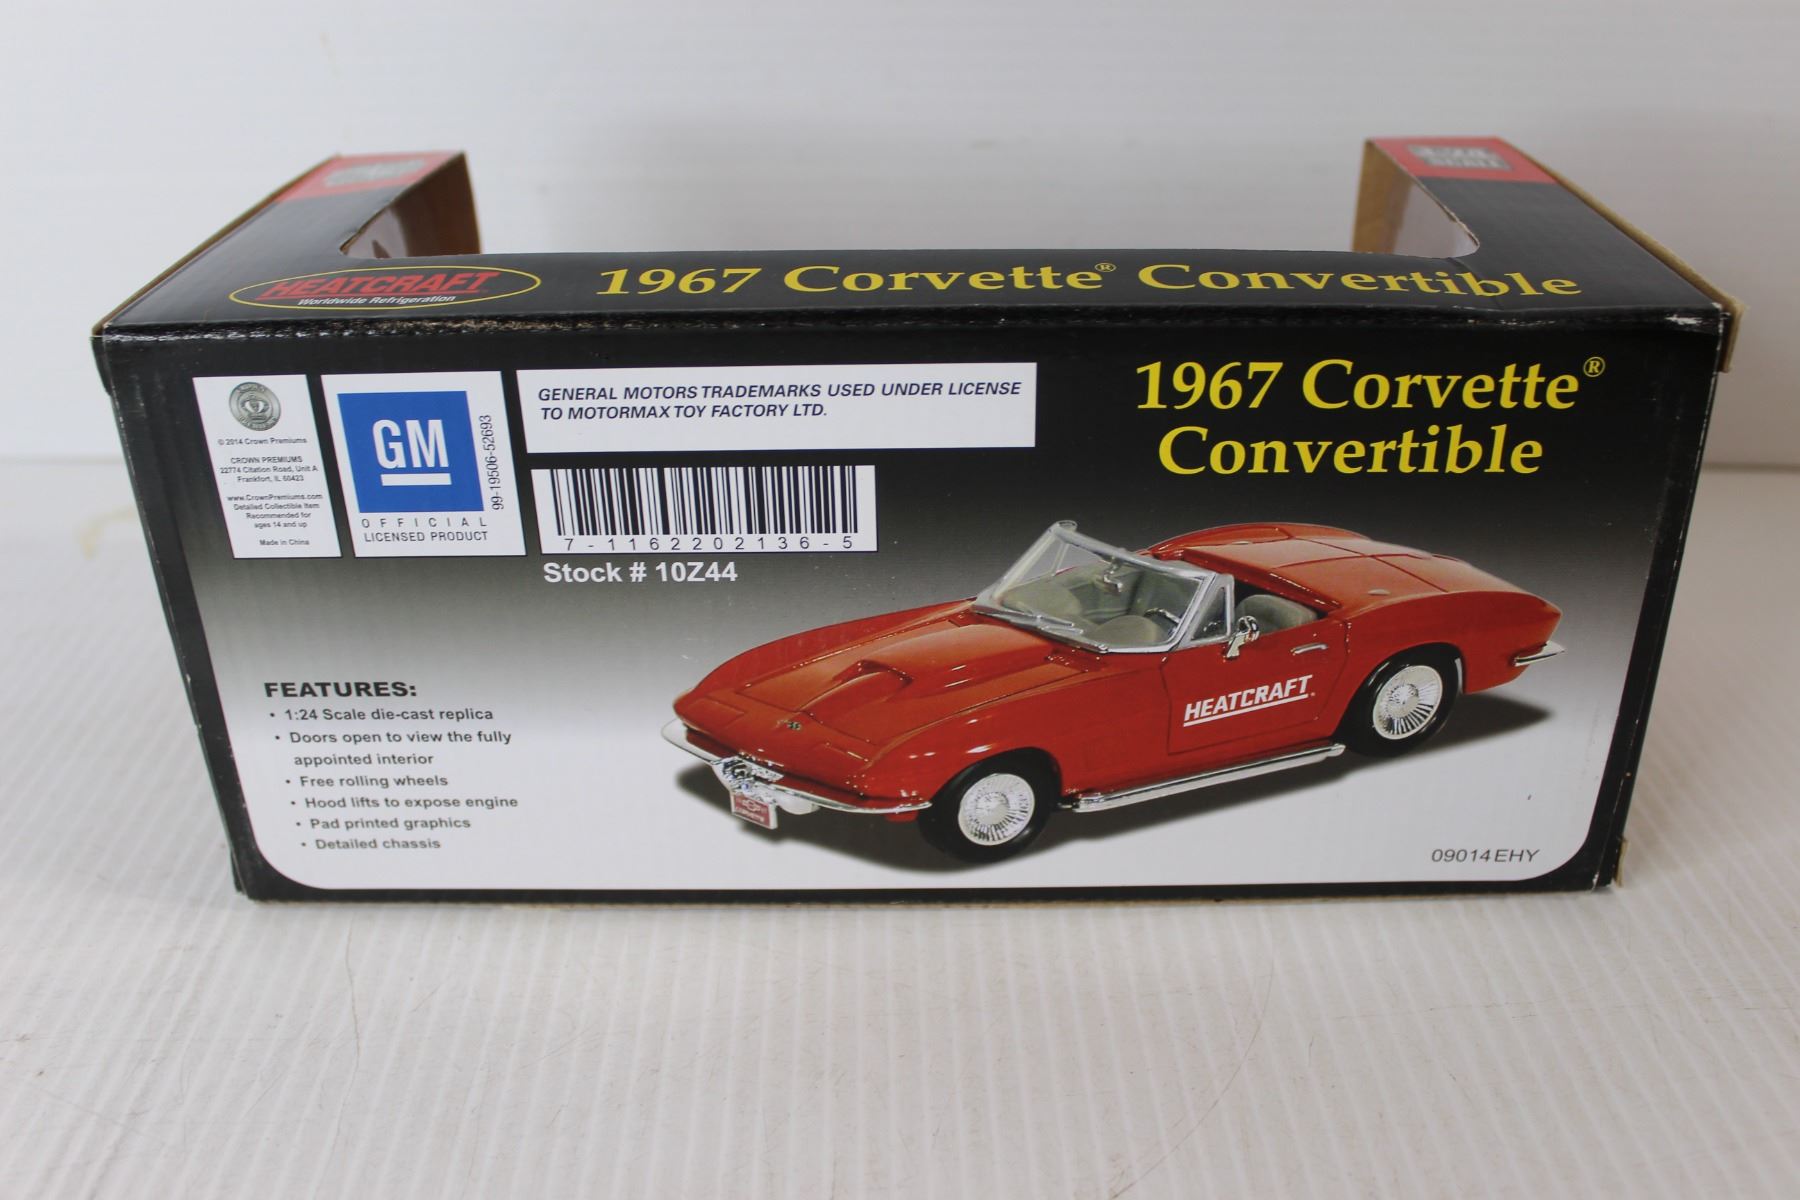 HEATCRAFT
Worldwide Refrigeration
1967 Corvette® Convertible
© 2014 Crown Premiums
CROWN PREMIUMS
22774 Citation Road, Unit A
Frankfort, IL 60423
www.CrownPremiums.com
Detailed Collectible Item
Recommended for
ages 14 and up
Made in China
GM
OFFICIAL
LICENSED PRODUCT
99-19506-52693
GENERAL MOTORS TRADEMARKS USED UNDER LICENSE
TO MOTORMAX TOY FACTORY LTD.
7-1162202136-5
Stock # 10Z44
1967 Corvette®
Convertible
FEATURES:
• 1:24 Scale die-cast replica
• Doors open to view the fully
appointed interior
• Free rolling wheels
• Hood lifts to expose engine
• Pad printed graphics
• Detailed chassis
HEATCRAFT
09014EHY